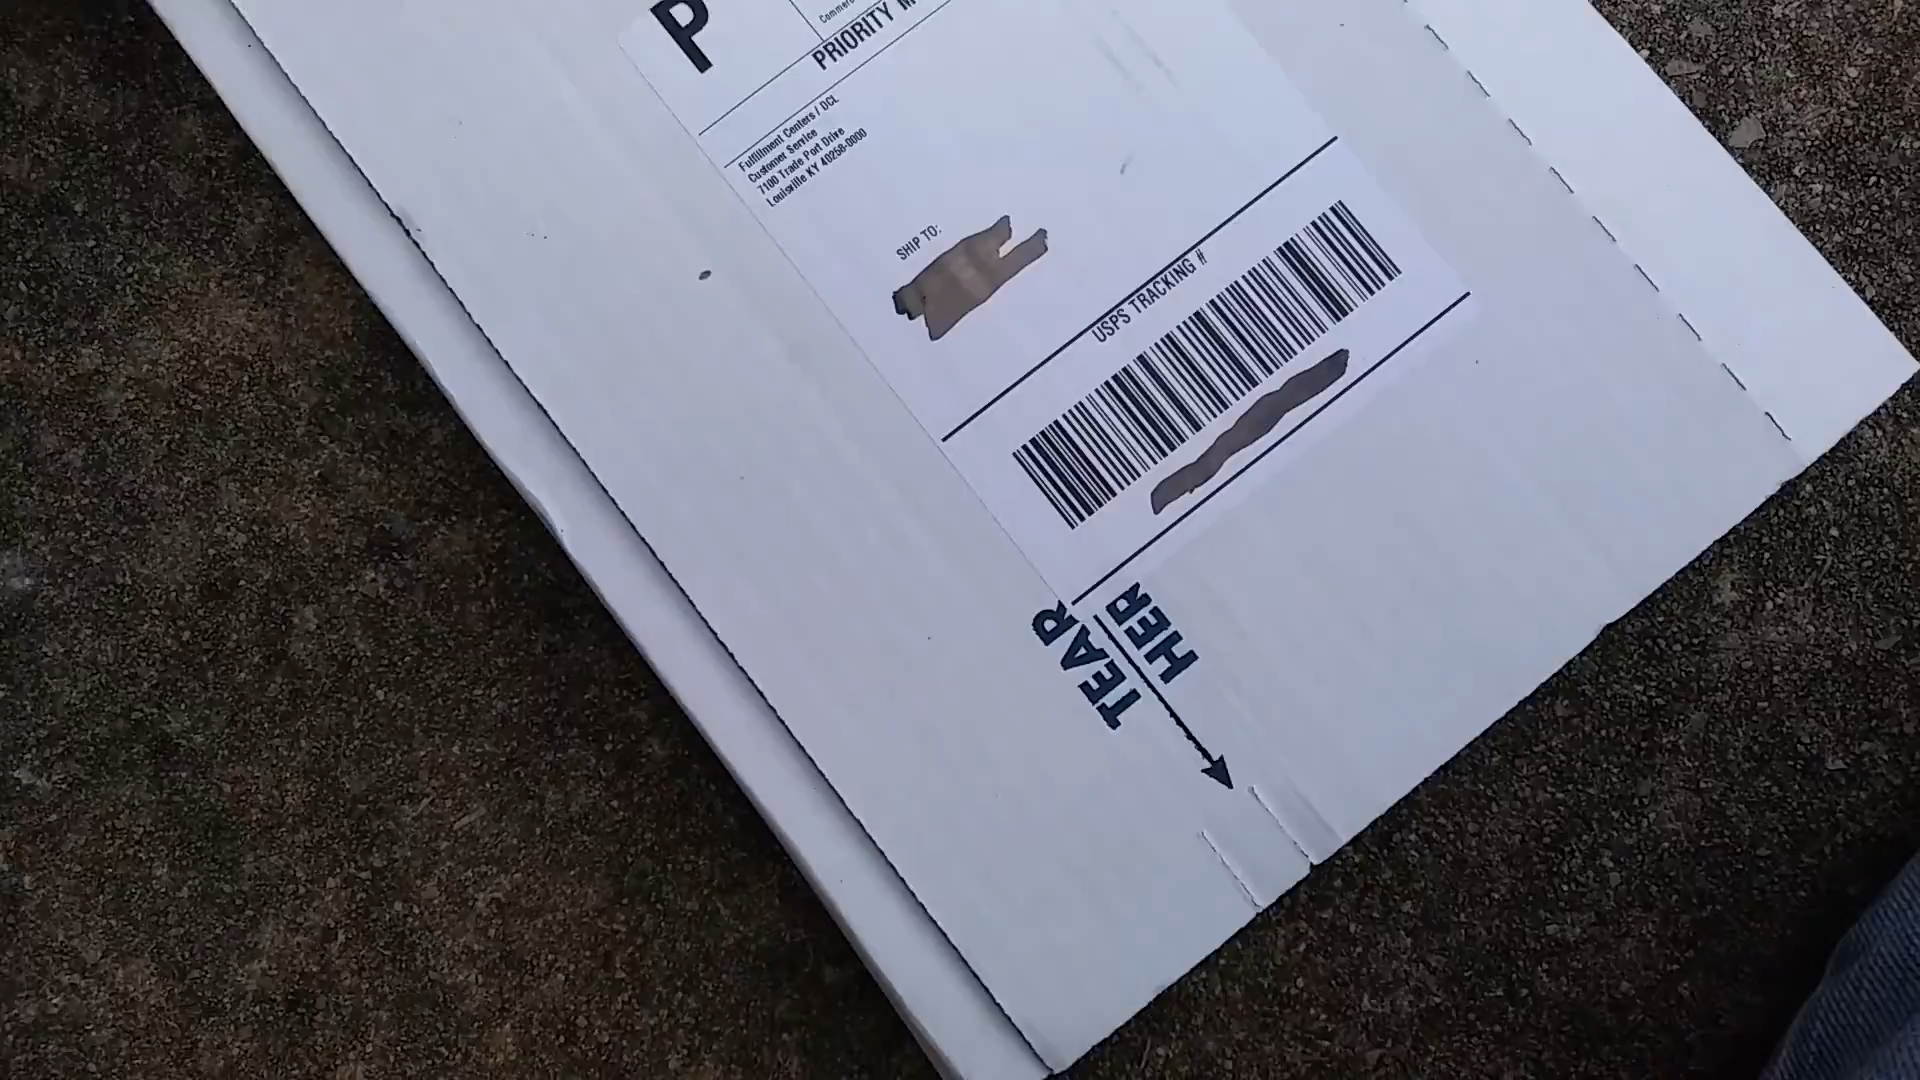 P
PRIORITY M
Fulfillment Centers / DCL
Customer Service
7100 Trade Port Drive
Louisville KY 40258-0000
SHIP TO:
USPS TRACKING #
TEAR
HER